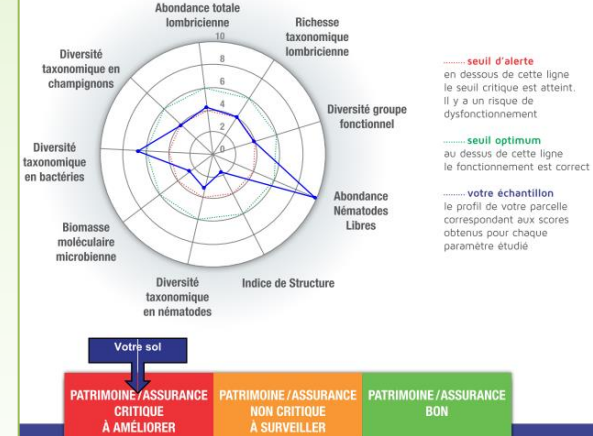 Abondance totale
lombricienne
Richesse
taxonomique
lombricienne
Diversité
taxonomique en
champignons
Diversité groupe
fonctionnel
Diversité
taxonomique
en bactéries
Abondance
Nématodes
Libres
Biomasse
moléculaire
microbienne
Diversité
taxonomique
en nématodes
Indice de Structure
10
8
6
4
2
0
seuil d'alerte
en dessous de cette ligne
le seuil critique est atteint.
Il y a un risque de
dysfonctionnement
seuil optimum
au dessus de cette ligne
le fonctionnement est correct
votre échantillon
le profil de votre parcelle
correspondant aux scores
obtenus pour chaque
paramètre étudié
Votre sol
PATRIMOINE/ASSURANCE
CRITIQUE
À AMÉLIORER
PATRIMOINE/ASSURANCE
NON CRITIQUE
À SURVEILLER
PATRIMOINE/ASSURANCE
BON